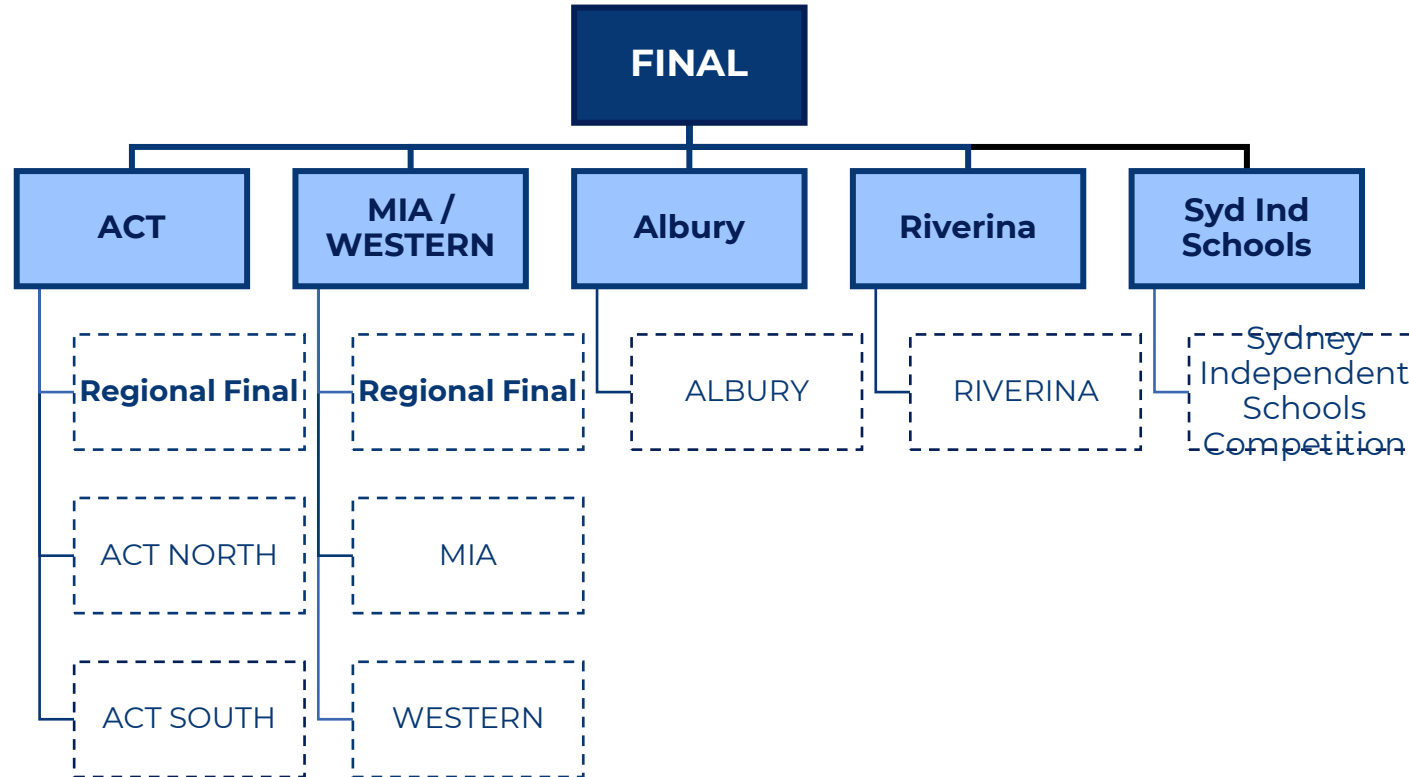 FINAL
ACT
MIA /
WESTERN
Albury
Riverina
Syd Ind
Schools
Regional Final
Regional Final
ALBURY
RIVERINA
Sydney
Independent
Schools
Competition
ACT NORTH
MIA
ACT SOUTH
WESTERN